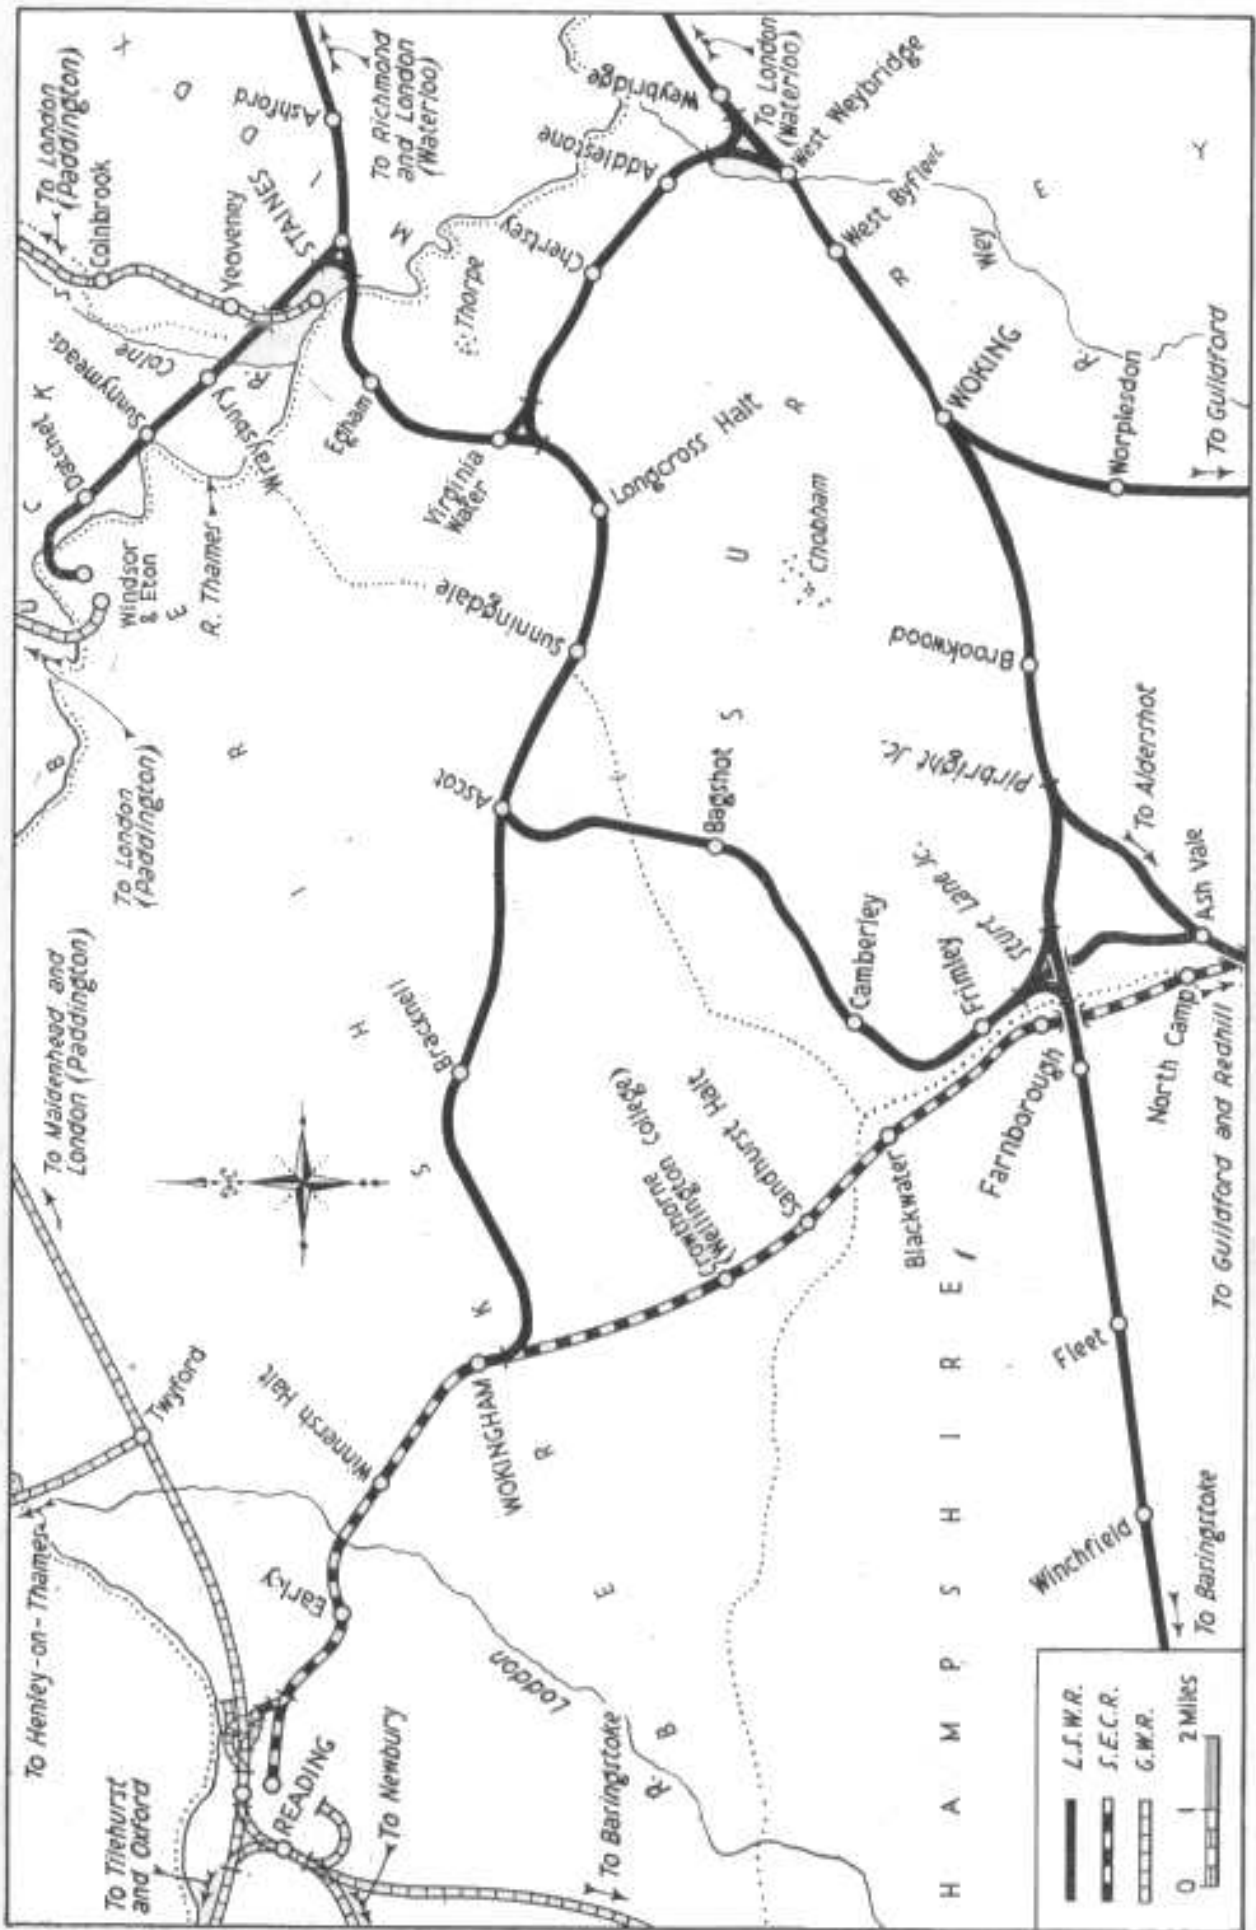 To Henley-on-Thames
To Tilehurst
and Oxford
READING
To Newbury
To Basingstoke
Earley
Winnersh Halt
Twyford
To Maidenhead and
London (Paddington)
Loddon
R.
WOKINGHAM
Bracknell
Ascot
To London
(Paddington)
Windsor
& Eton
R. Thames
Datchet
Sunnymeads
Wraysbury
Colne
R.
Wraysbury
Yeoveney
Colnbrook
To London
(Paddington)
STAINES
Ashford
To Richmond
and London
(Waterloo)
Egham
Thorpe
Virginia
Water
Longcross Halt
Sunningdale
Chertsey
Addlestone
Weybridge
To London
(Waterloo)
West Weybridge
West Byfleet
Wey
R.
WOKING
Worplesdon
To Guildford
Chobham
Brookwood
Pirbright Jc.
To Aldershot
Ash Vale
Sturt Lane Jc.
Bagshot
Camberley
Frimley
Crowthorne
(Wellington College)
Sandhurst Halt
Blackwater
Farnborough
North Camp
To Guildford and Redhill
Fleet
Winchfield
To Basingstoke
BERKSHIRE
BUCKS
MIDDX
SURREY
HAMPSHIRE
L.S.W.R.
S.E.C.R.
G.W.R.
0 1 2 Miles